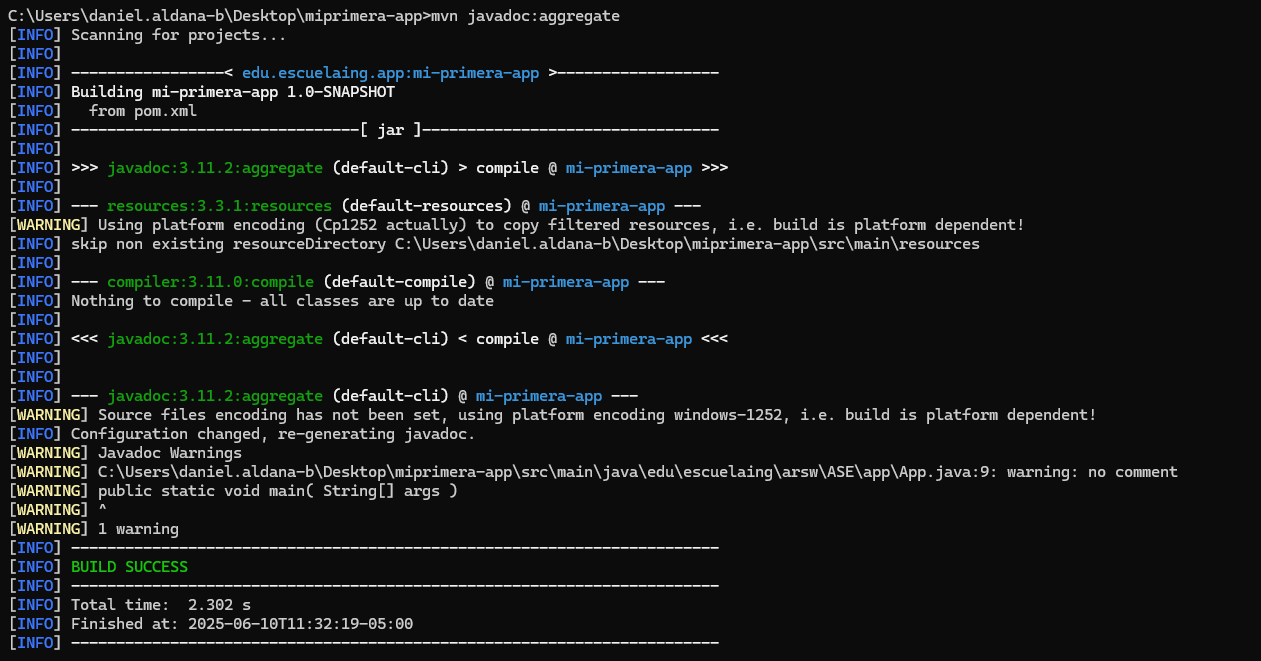 C:\Users\daniel.aldana-b\Desktop\miprimera-app>mvn javadoc:aggregate
[INFO] Scanning for projects...
[INFO]
[INFO] -----------------< edu.escuelaing.app:mi-primera-app >------------------
[INFO] Building mi-primera-app 1.0-SNAPSHOT
[INFO]   from pom.xml
[INFO] --------------------------------[ jar ]---------------------------------
[INFO]
[INFO] >>> javadoc:3.11.2:aggregate (default-cli) > compile @ mi-primera-app >>>
[INFO]
[INFO] --- resources:3.3.1:resources (default-resources) @ mi-primera-app ---
[WARNING] Using platform encoding (Cp1252 actually) to copy filtered resources, i.e. build is platform dependent!
[INFO] skip non existing resourceDirectory C:\Users\daniel.aldana-b\Desktop\miprimera-app\src\main\resources
[INFO]
[INFO] --- compiler:3.11.0:compile (default-compile) @ mi-primera-app ---
[INFO] Nothing to compile - all classes are up to date
[INFO]
[INFO] <<< javadoc:3.11.2:aggregate (default-cli) < compile @ mi-primera-app <<<
[INFO]
[INFO]
[INFO] --- javadoc:3.11.2:aggregate (default-cli) @ mi-primera-app ---
[WARNING] Source files encoding has not been set, using platform encoding windows-1252, i.e. build is platform dependent!
[INFO] Configuration changed, re-generating javadoc.
[WARNING] Javadoc Warnings
[WARNING] C:\Users\daniel.aldana-b\Desktop\miprimera-app\src\main\java\edu\escuelaing\arsw\ASE\app\App.java:9: warning: no comment
[WARNING] public static void main( String[] args )
[WARNING] ^
[WARNING] 1 warning
[INFO] ------------------------------------------------------------------------
[INFO] BUILD SUCCESS
[INFO] ------------------------------------------------------------------------
[INFO] Total time:  2.302 s
[INFO] Finished at: 2025-06-10T11:32:19-05:00
[INFO] ------------------------------------------------------------------------